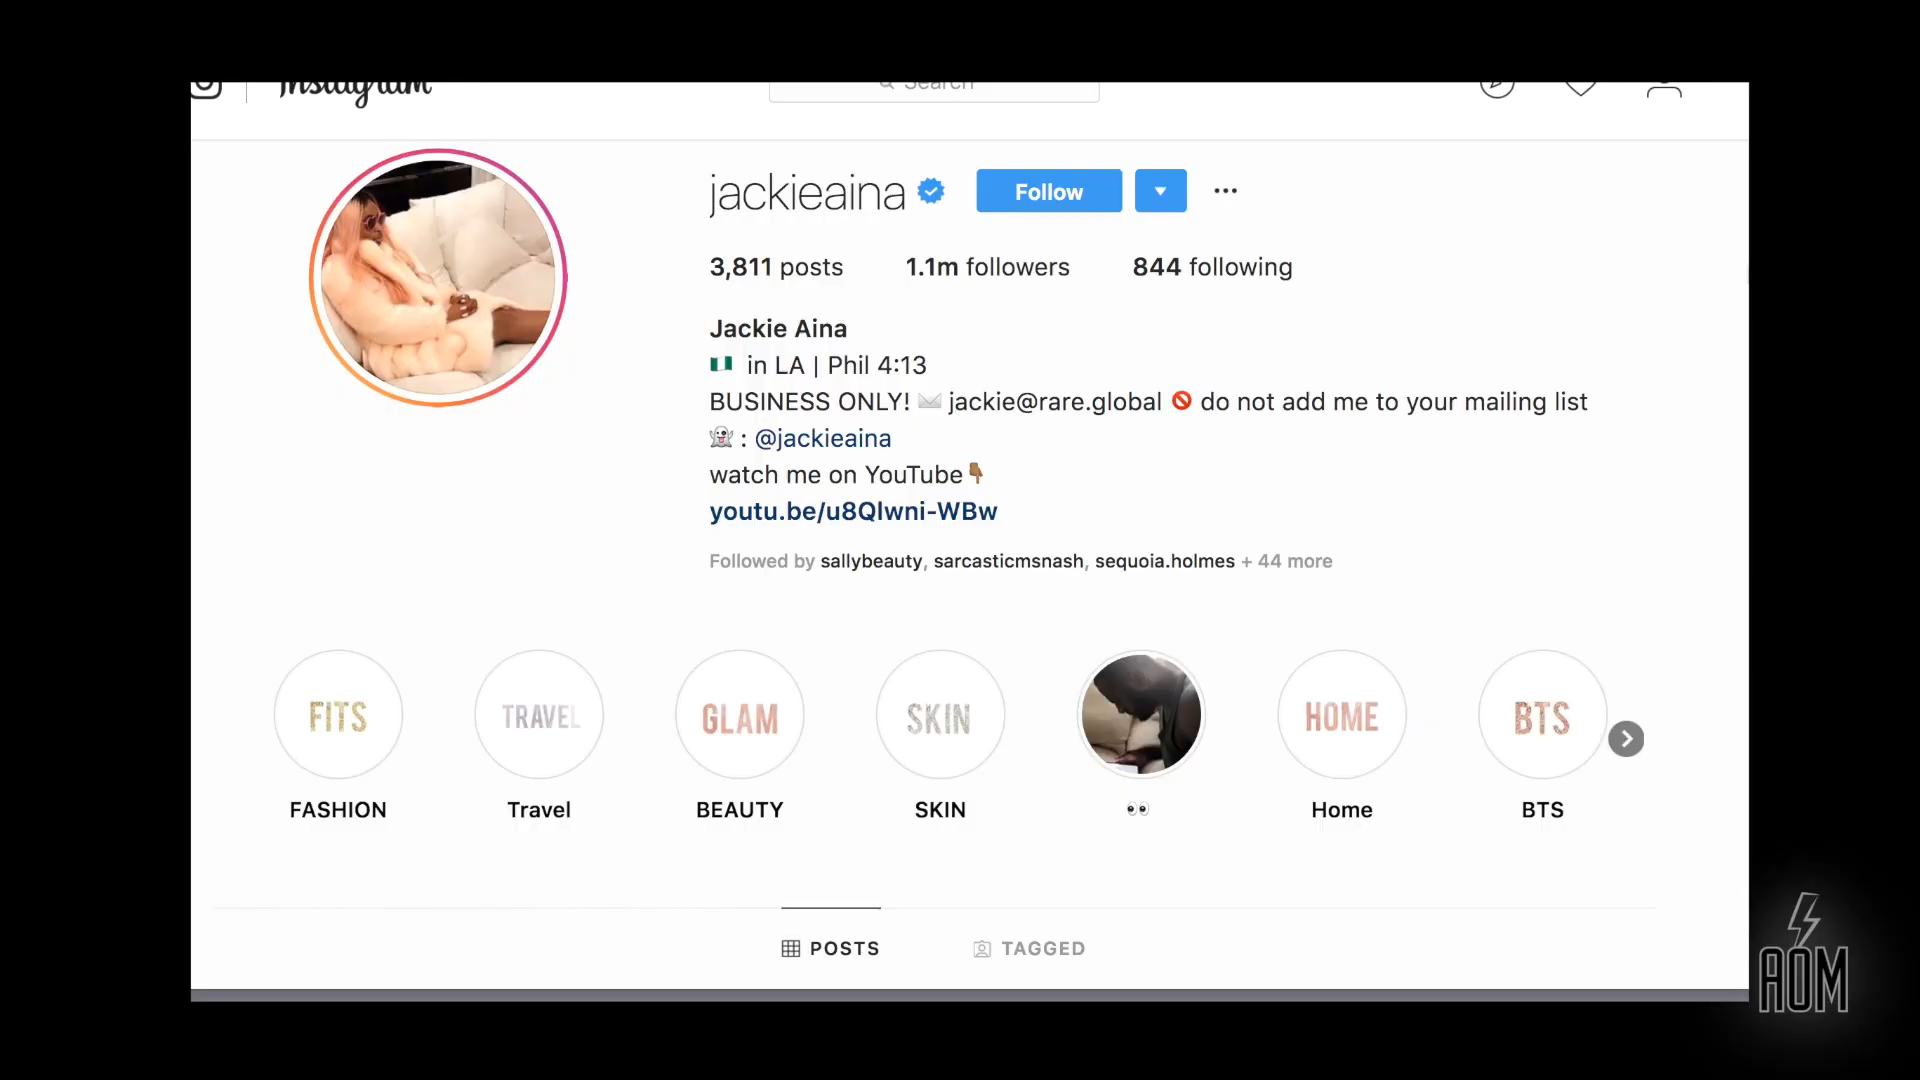 Instagram
Search
jackieaina Follow
3,811 posts 1.1m followers 844 following
Jackie Aina
🇳🇬 in LA | Phil 4:13
BUSINESS ONLY! ✉️ jackie@rare.global 🚫 do not add me to your mailing list
👻 : @jackieaina
watch me on YouTube👇🏾
youtu.be/u8QIwni-WBw
Followed by sallybeauty, sarcasticmsnash, sequoia.holmes + 44 more
FITS TRAVEL GLAM SKIN HOME BTS
FASHION Travel BEAUTY SKIN 👀 Home BTS
POSTS TAGGED
AOM